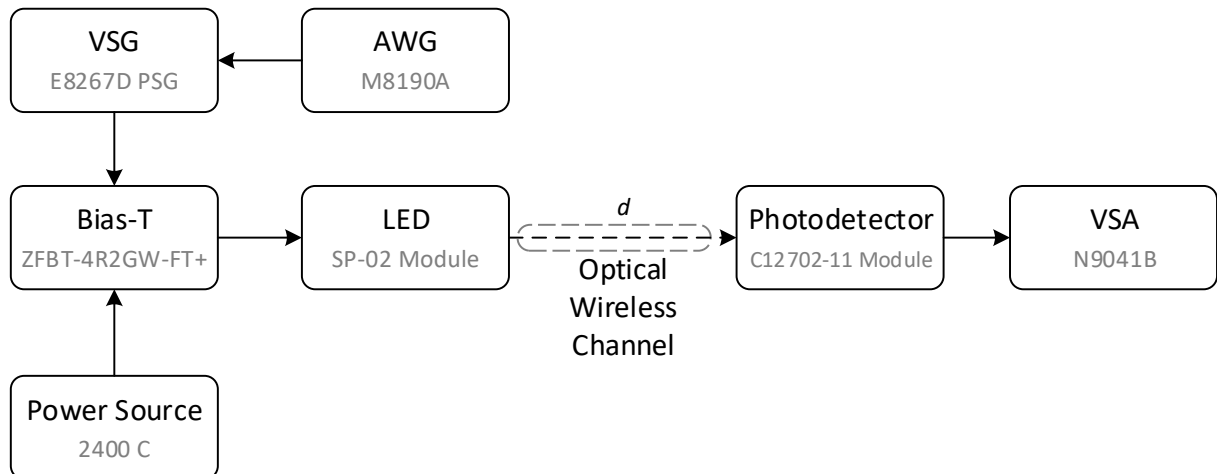 VSG
E8267D PSG
AWG
M8190A
Bias-T
ZFBT-4R2GW-FT+
LED
SP-02 Module
d
Optical
Wireless
Channel
Photodetector
C12702-11 Module
VSA
N9041B
Power Source
2400 C